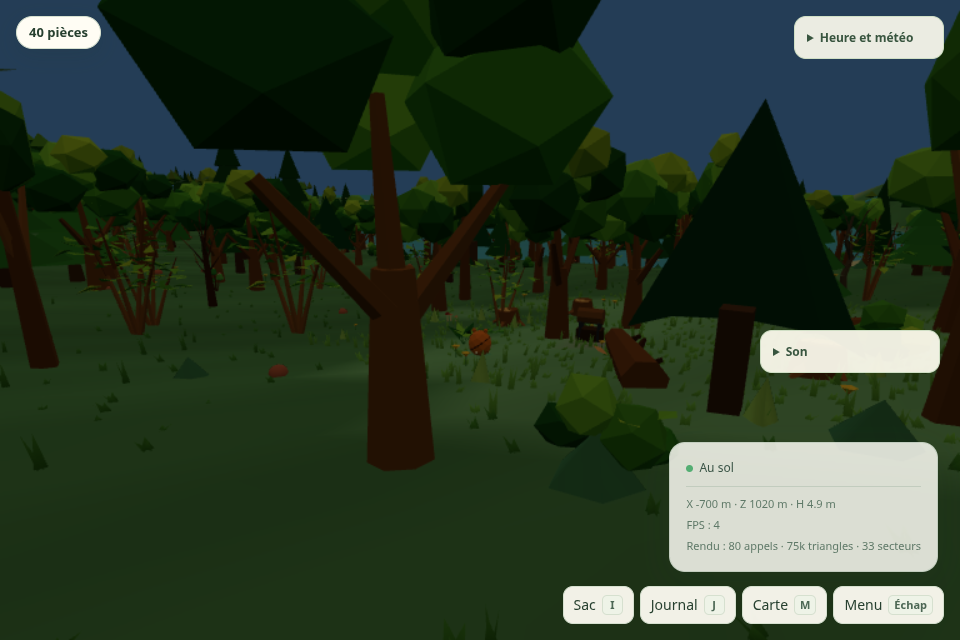 40 pièces
▶ Heure et météo
▶ Son
Au sol
X -700 m · Z 1020 m · H 4.9 m
FPS : 4
Rendu : 80 appels · 75k triangles · 33 secteurs
Sac I
Journal J
Carte M
Menu Échap